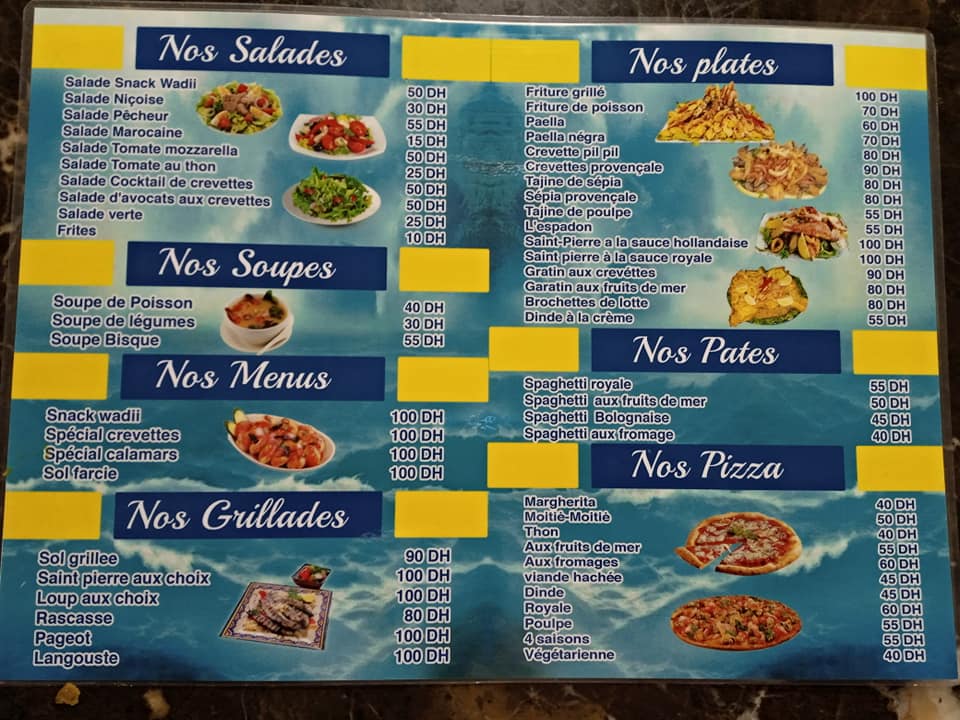 Nos Salades
Salade Snack Wadii 50 DH
Salade Niçoise 30 DH
Salade Pêcheur 55 DH
Salade Marocaine 15 DH
Salade Tomate mozzarella 50 DH
Salade Tomate au thon 25 DH
Salade Cocktail de crevettes 50 DH
Salade d'avocats aux crevettes 50 DH
Salade verte 25 DH
Frites 10 DH
Nos Soupes
Soupe de Poisson 40 DH
Soupe de légumes 30 DH
Soupe Bisque 55 DH
Nos Menus
Snack wadii 100 DH
Spécial crevettes 100 DH
Spécial calamars 100 DH
Sol farcie 100 DH
Nos Grillades
Sol grillee 90 DH
Saint pierre aux choix 100 DH
Loup aux choix 100 DH
Rascasse 80 DH
Pageot 100 DH
Langouste 100 DH
Nos plates
Friture grillé 100 DH
Friture de poisson 70 DH
Paella 60 DH
Paella négra 70 DH
Crevette pil pil 80 DH
Crevettes provençale 90 DH
Tajine de sépia 80 DH
Sépia provençale 80 DH
Tajine de poulpe 55 DH
L'espadon 55 DH
Saint-Pierre a la sauce hollandaise 100 DH
Saint pierre à la sauce royale 100 DH
Gratin aux crevéttes 90 DH
Garatin aux fruits de mer 80 DH
Brochettes de lotte 80 DH
Dinde à la crème 55 DH
Nos Pates
Spaghetti royale 55 DH
Spaghetti aux fruits de mer 50 DH
Spaghetti Bolognaise 45 DH
Spaghetti aux fromage 40 DH
Nos Pizza
Margherita 40 DH
Moitiè-Moitiè 50 DH
Thon 40 DH
Aux fruits de mer 55 DH
Aux fromages 60 DH
viande hachée 45 DH
Dinde 45 DH
Royale 60 DH
Poulpe 55 DH
4 saisons 55 DH
Végétarienne 40 DH